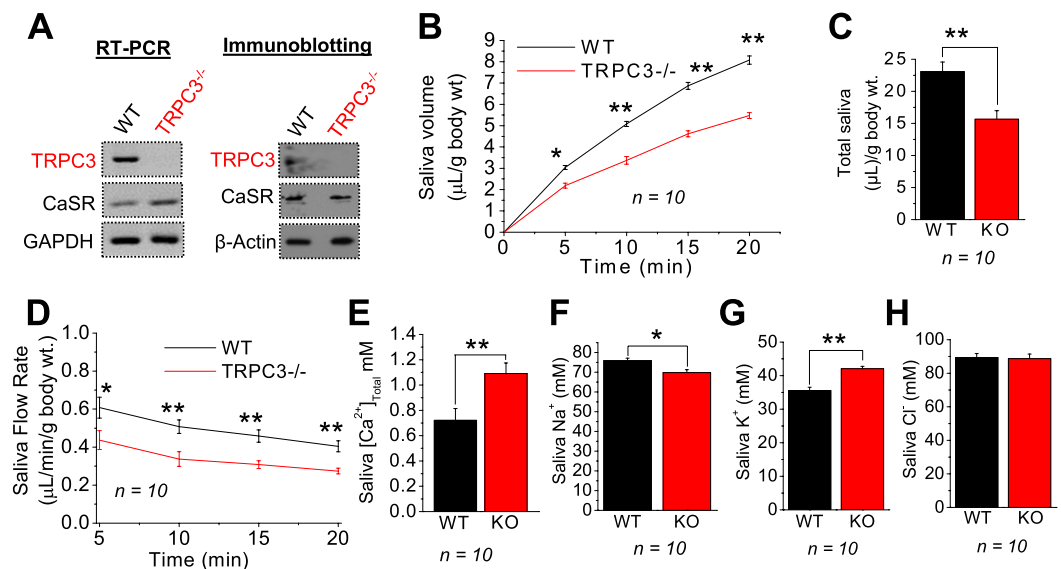 A
RT-PCR
Immunoblotting
WT
TRPC3-/-
WT
TRPC3-/-
TRPC3
CaSR
GAPDH
TRPC3
CaSR
β-Actin
B
Saliva volume
(µL/g body wt)
9
8
7
6
5
4
3
2
1
0
WT
TRPC3-/-
*
**
**
**
n = 10
0 5 10 15 20
Time (min)
C
Total saliva
(µL)/g body wt.
30
25
20
15
10
5
0
**
WT KO
n = 10
D
Saliva Flow Rate
(µL/min/g body wt.)
1.0
0.8
0.6
0.4
0.2
0.0
WT
TRPC3-/-
*
**
**
**
n = 10
5 10 15 20
Time (min)
E
Saliva [Ca2+]Total mM
1.4
1.2
1.0
0.8
0.6
0.4
0.2
0.0
**
WT KO
n = 10
F
Saliva Na+ (mM)
100
80
60
40
20
0
*
WT KO
n = 10
G
Saliva K+ (mM)
50
40
30
20
10
0
**
WT KO
n = 10
H
Saliva Cl- (mM)
100
80
60
40
20
0
WT KO
n = 10